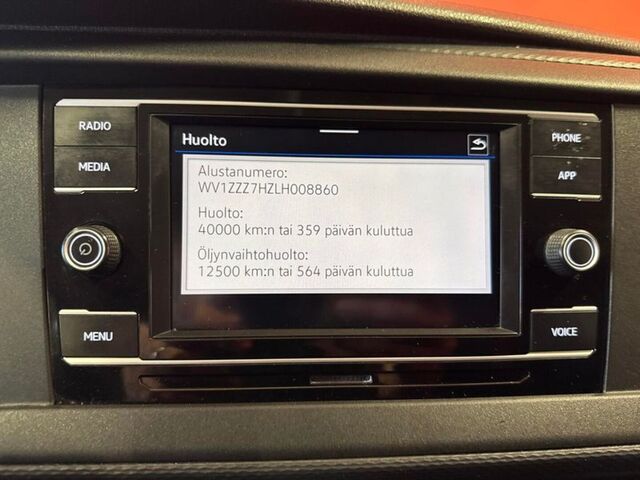 RADIO
MEDIA
MENU
Huolto
Alustanumero:
WV1ZZZ7HZLH008860
Huolto:
40000 km:n tai 359 päivän kuluttua
Öljynvaihtohuolto:
12500 km:n tai 564 päivän kuluttua
PHONE
APP
VOICE